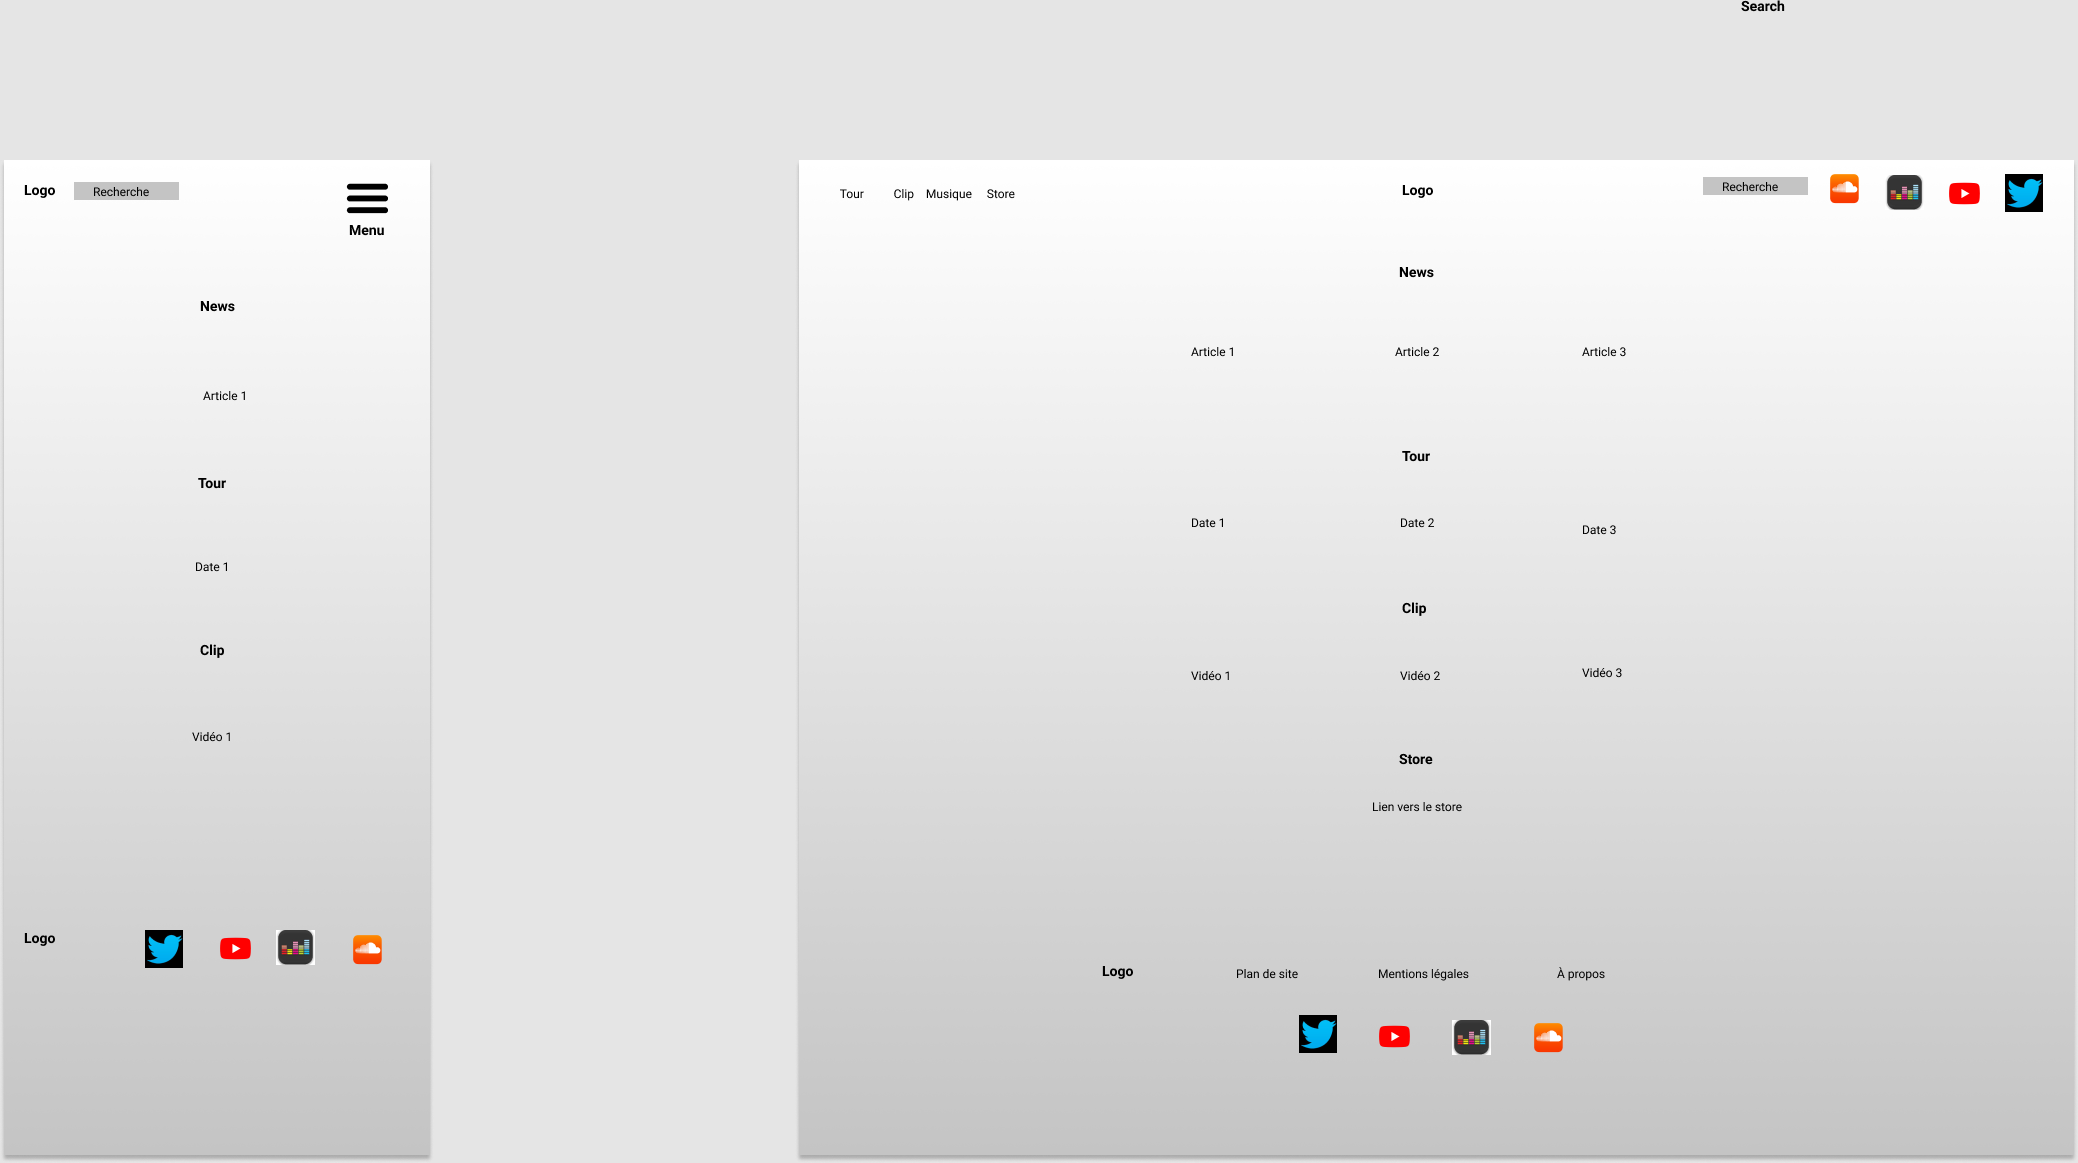 Search
Logo
Recherche
Menu
News
Article 1
Tour
Date 1
Clip
Vidéo 1
Logo
Tour Clip Musique Store
Logo
Recherche
News
Article 1 Article 2 Article 3
Tour
Date 1 Date 2 Date 3
Clip
Vidéo 1 Vidéo 2 Vidéo 3
Store
Lien vers le store
Logo Plan de site Mentions légales À propos